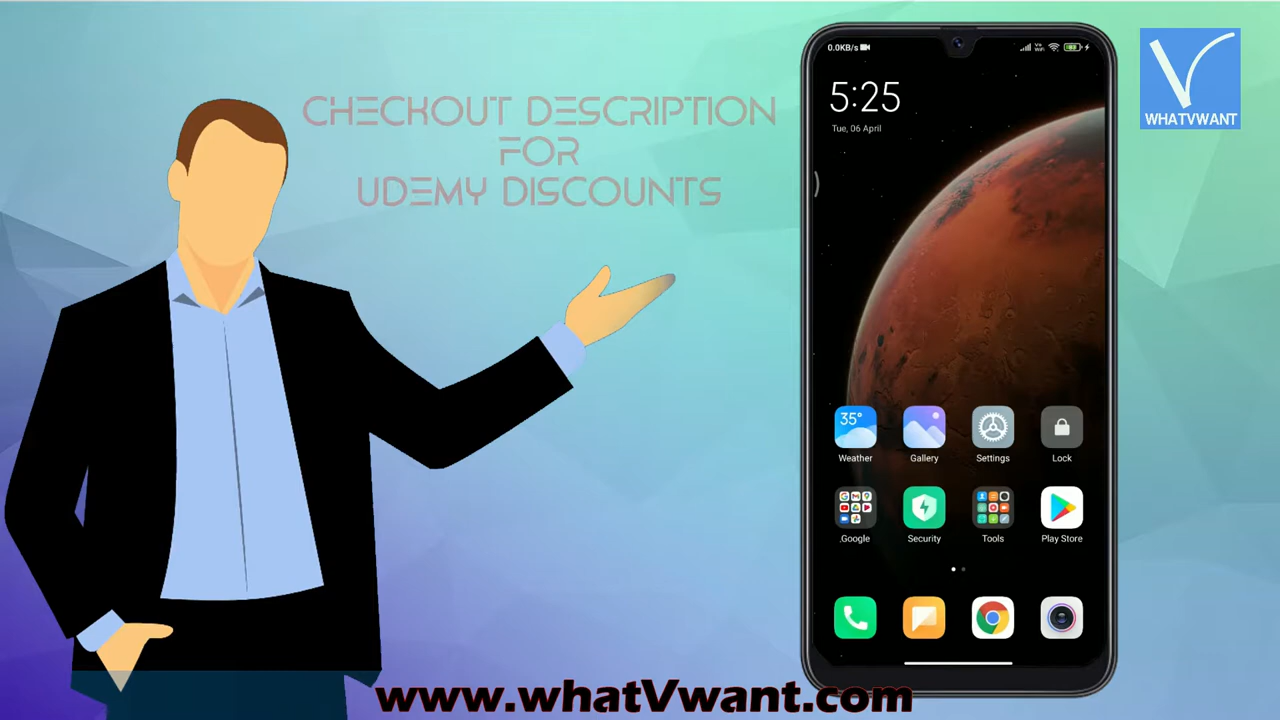 CHECKOUT DESCRIPTION
FOR
UDEMY DISCOUNTS
WHATVWANT
0.0KB/s
5:25
Tue, 06 April
35°
Weather
Gallery
Settings
Lock
.Google
Security
Tools
Play Store
www.whatVwant.com